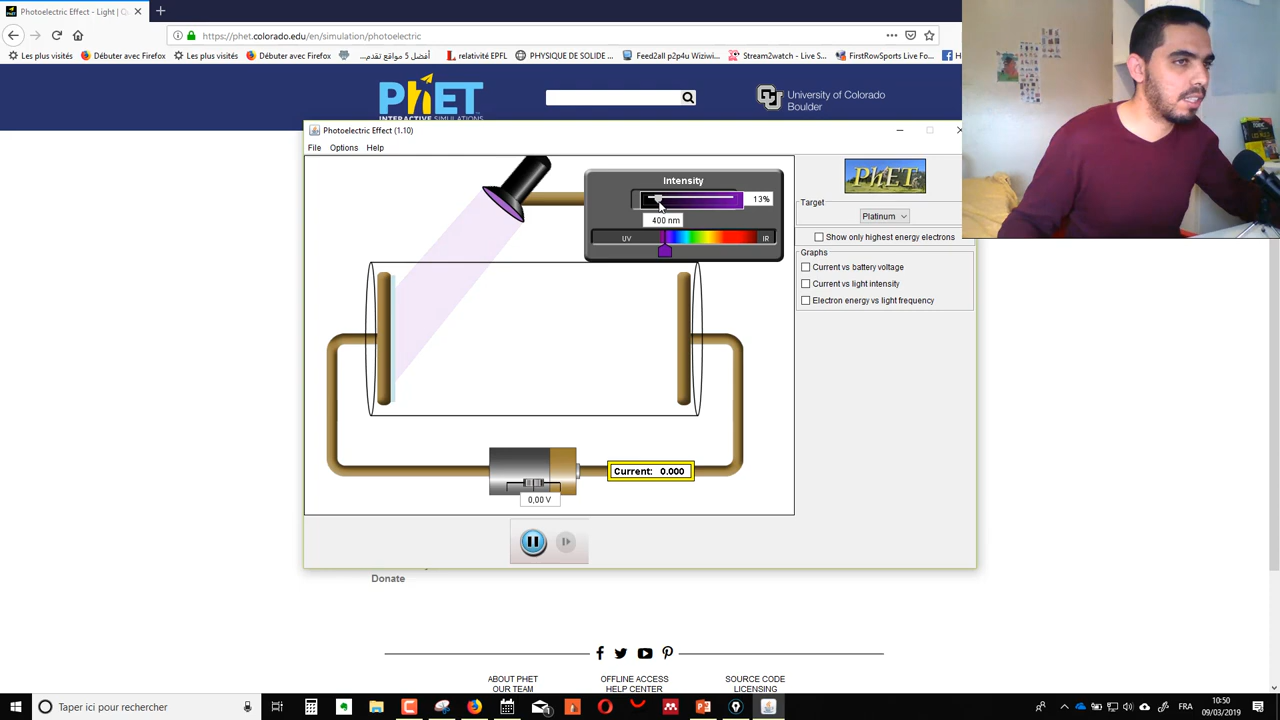 Photoelectric Effect - Light | Qu
https://phet.colorado.edu/en/simulation/photoelectric
Les plus visités
Débuter avec Firefox
Les plus visités
Débuter avec Firefox
أفضل 5 مواقع تقدم...
relativité EPFL
PHYSIQUE DE SOLIDE ...
Feed2all p2p4u Wiziwi...
Stream2watch - Live S...
FirstRowSports Live Fo...
PhET
INTERACTIVE SIMULATIONS
University of Colorado
Boulder
Photoelectric Effect (1.10)
File Options Help
Intensity
13%
400 nm
UV
IR
PhET
Target
Platinum
Show only highest energy electrons
Graphs
Current vs battery voltage
Current vs light intensity
Electron energy vs light frequency
Current: 0.000
0,00 V
Donate
ABOUT PHET
OUR TEAM
OFFLINE ACCESS
HELP CENTER
SOURCE CODE
LICENSING
Taper ici pour rechercher
FRA
10:50
09/03/2019